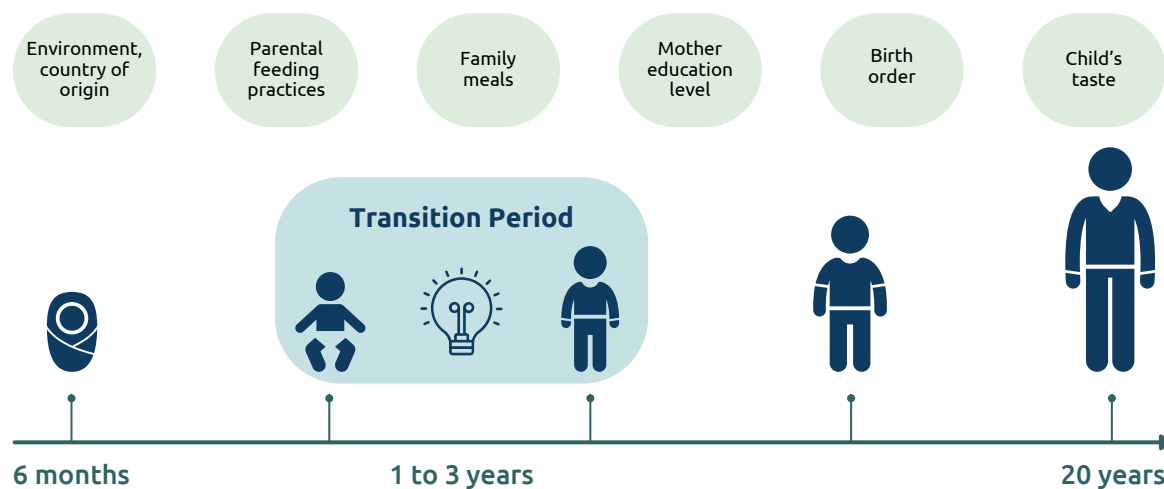 Environment,
country of
origin
Parental
feeding
practices
Family
meals
Mother
education
level
Birth
order
Child’s
taste
Transition Period
6 months
1 to 3 years
20 years